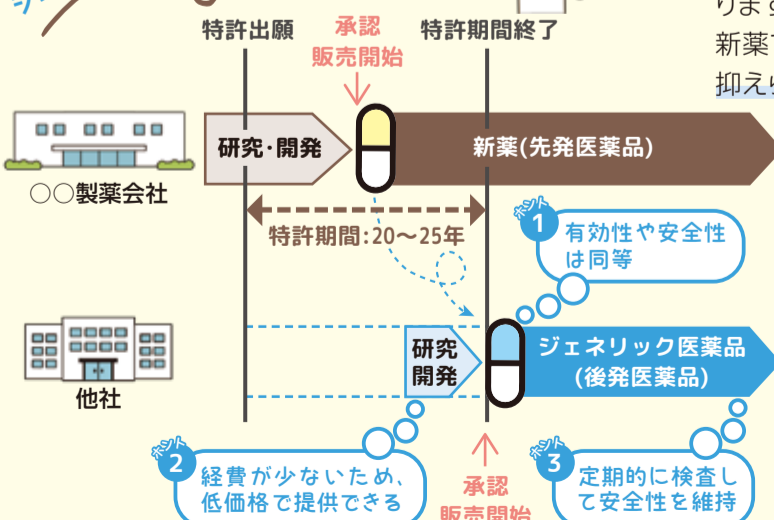 特許出願
承認
販売開始
特許期間終了
ります
新薬
抑え
研究・開発
新薬(先発医薬品)
○○製薬会社
特許期間:20〜25年
ホント
1
有効性や安全性
は同等
研究
開発
ジェネリック医薬品
(後発医薬品)
他社
ホント
2
経費が少ないため、
低価格で提供できる
承認
販売開始
ホント
3
定期的に検査し
て安全性を維持